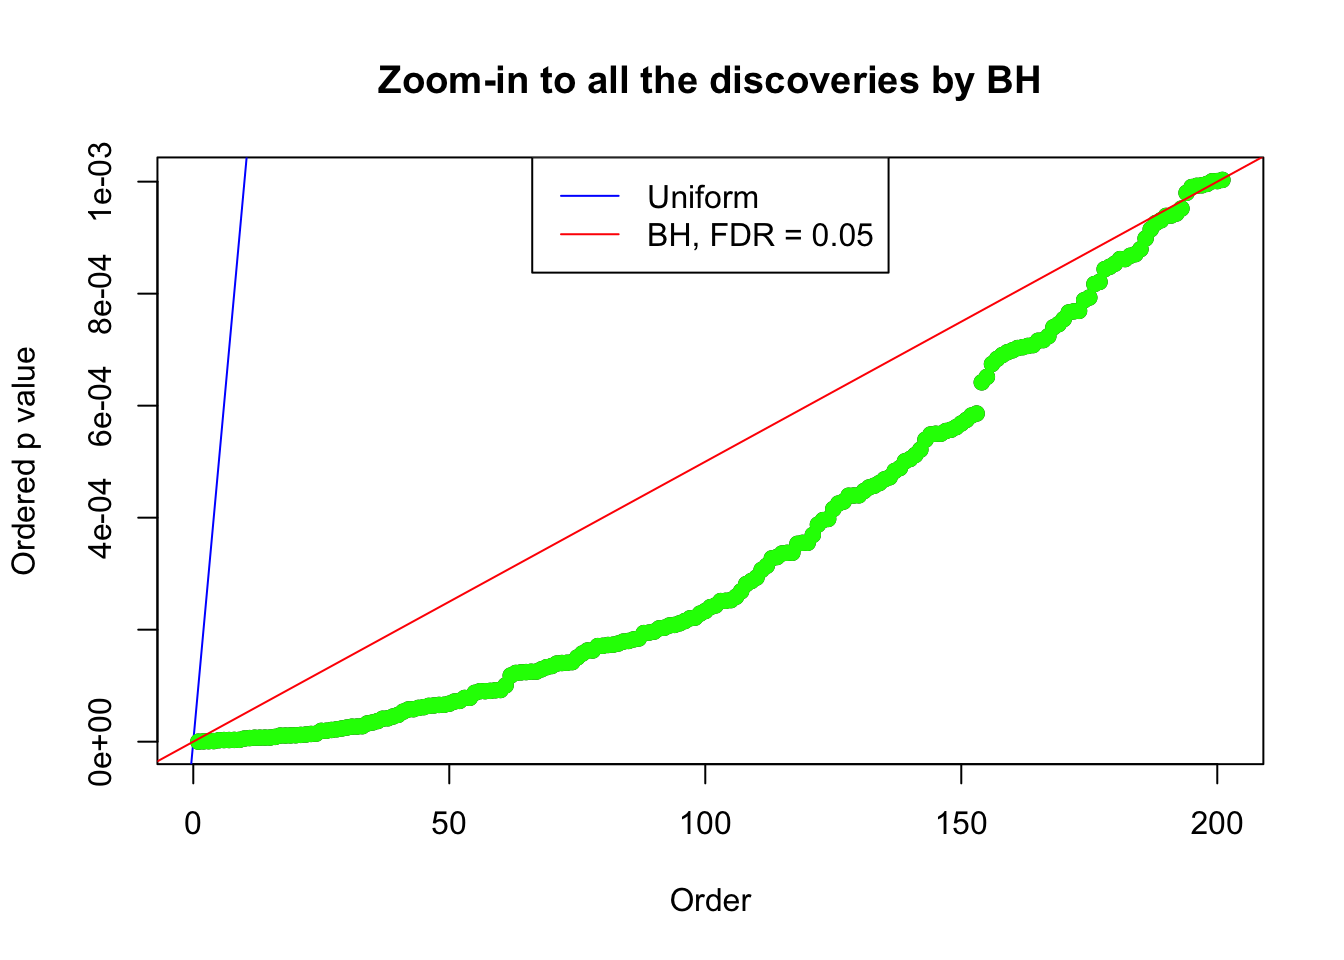 Zoom-in to all the discoveries by BH
Uniform
BH, FDR = 0.05
Ordered p value
1e-03
8e-04
6e-04
4e-04
0e+00
0
50
100
150
200
Order